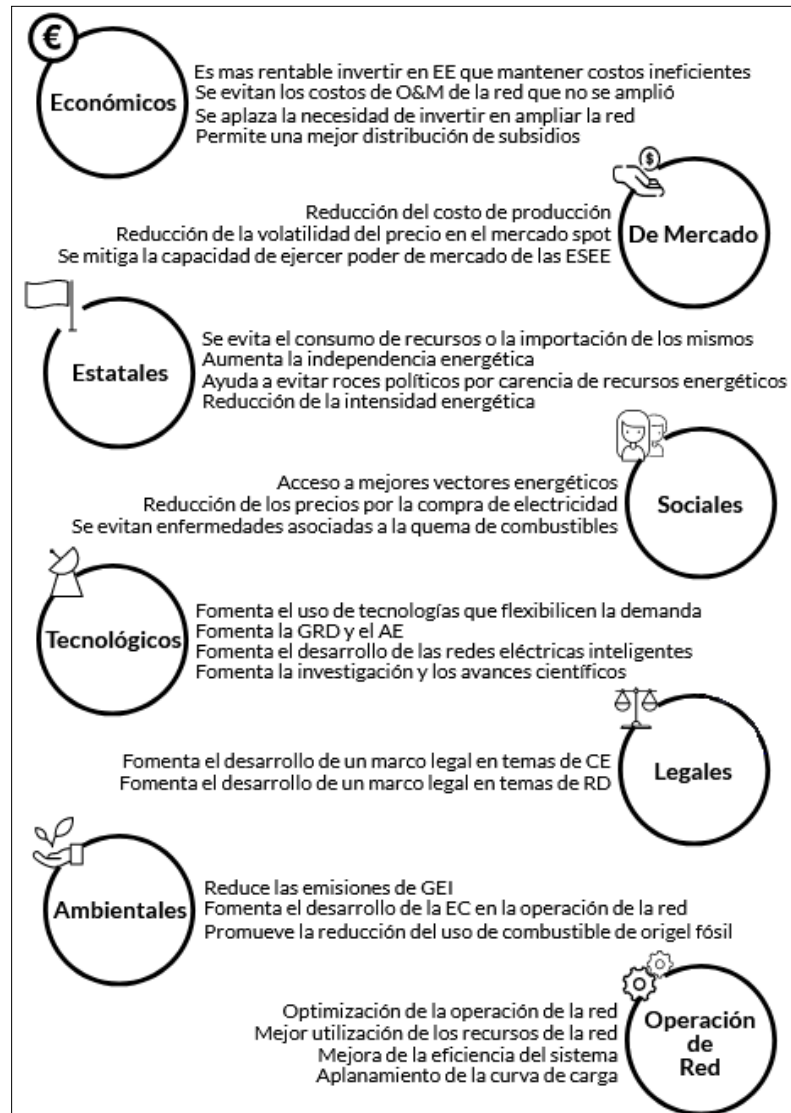 €
Económicos
Es mas rentable invertir en EE que mantener costos ineficientes
Se evitan los costos de O&M de la red que no se amplió
Se aplaza la necesidad de invertir en ampliar la red
Permite una mejor distribución de subsidios
$
De Mercado
Reducción del costo de producción
Reducción de la volatilidad del precio en el mercado spot
Se mitiga la capacidad de ejercer poder de mercado de las ESEE
Estatales
Se evita el consumo de recursos o la importación de los mismos
Aumenta la independencia energética
Ayuda a evitar roces políticos por carencia de recursos energéticos
Reducción de la intensidad energética
Sociales
Acceso a mejores vectores energéticos
Reducción de los precios por la compra de electricidad
Se evitan enfermedades asociadas a la quema de combustibles
Tecnológicos
Fomenta el uso de tecnologías que flexibilicen la demanda
Fomenta la GRD y el AE
Fomenta el desarrollo de las redes eléctricas inteligentes
Fomenta la investigación y los avances científicos
Legales
Fomenta el desarrollo de un marco legal en temas de CE
Fomenta el desarrollo de un marco legal en temas de RD
Ambientales
Reduce las emisiones de GEI
Fomenta el desarrollo de la EC en la operación de la red
Promueve la reducción del uso de combustible de origel fósil
Operación
de
Red
Optimización de la operación de la red
Mejor utilización de los recursos de la red
Mejora de la eficiencia del sistema
Aplanamiento de la curva de carga